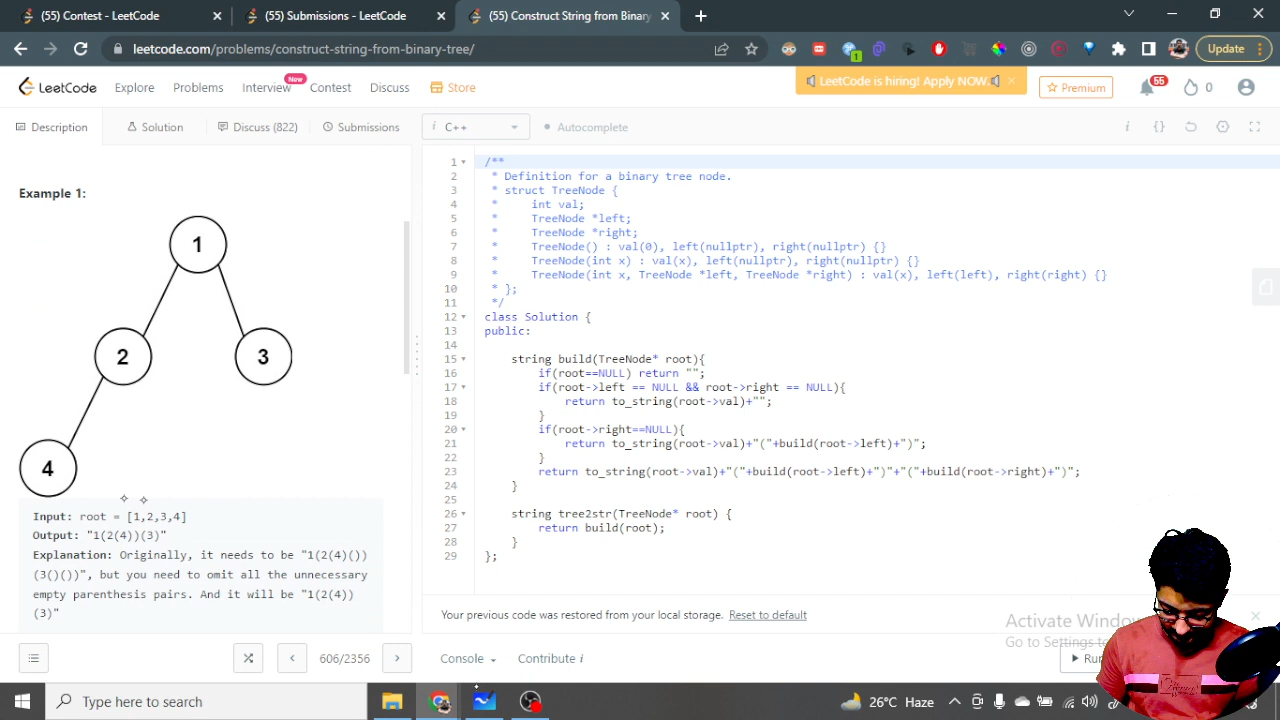 (55) Contest - LeetCode
(55) Submissions - LeetCode
(55) Construct String from Binary
leetcode.com/problems/construct-string-from-binary-tree/
1
Update
LeetCode
Explore
Problems
Interview
New
Contest
Discuss
Store
LeetCode is hiring! Apply NOW.
Premium
55
0
Description
Solution
Discuss (822)
Submissions
i C++
Autocomplete
Example 1:
1
2
3
4
Input: root = [1,2,3,4]
Output: "1(2(4))(3)"
Explanation: Originally, it needs to be "1(2(4)())
(3()())", but you need to omit all the unnecessary
empty parenthesis pairs. And it will be "1(2(4))
(3)"
1 /**
2 * Definition for a binary tree node.
3 * struct TreeNode {
4 * int val;
5 * TreeNode *left;
6 * TreeNode *right;
7 * TreeNode() : val(0), left(nullptr), right(nullptr) {}
8 * TreeNode(int x) : val(x), left(nullptr), right(nullptr) {}
9 * TreeNode(int x, TreeNode *left, TreeNode *right) : val(x), left(left), right(right) {}
10 * };
11 */
12 class Solution {
13 public:
14
15 string build(TreeNode* root){
16 if(root==NULL) return "";
17 if(root->left == NULL && root->right == NULL){
18 return to_string(root->val)+"";
19 }
20 if(root->right==NULL){
21 return to_string(root->val)+"("+build(root->left)+")";
22 }
23 return to_string(root->val)+"("+build(root->left)+")"+"("+build(root->right)+")";
24 }
25
26 string tree2str(TreeNode* root) {
27 return build(root);
28 }
29 };
Your previous code was restored from your local storage. Reset to default
Activate
Go to Settings
606/2356
Console
Contribute i
Type here to search
26°C Haze